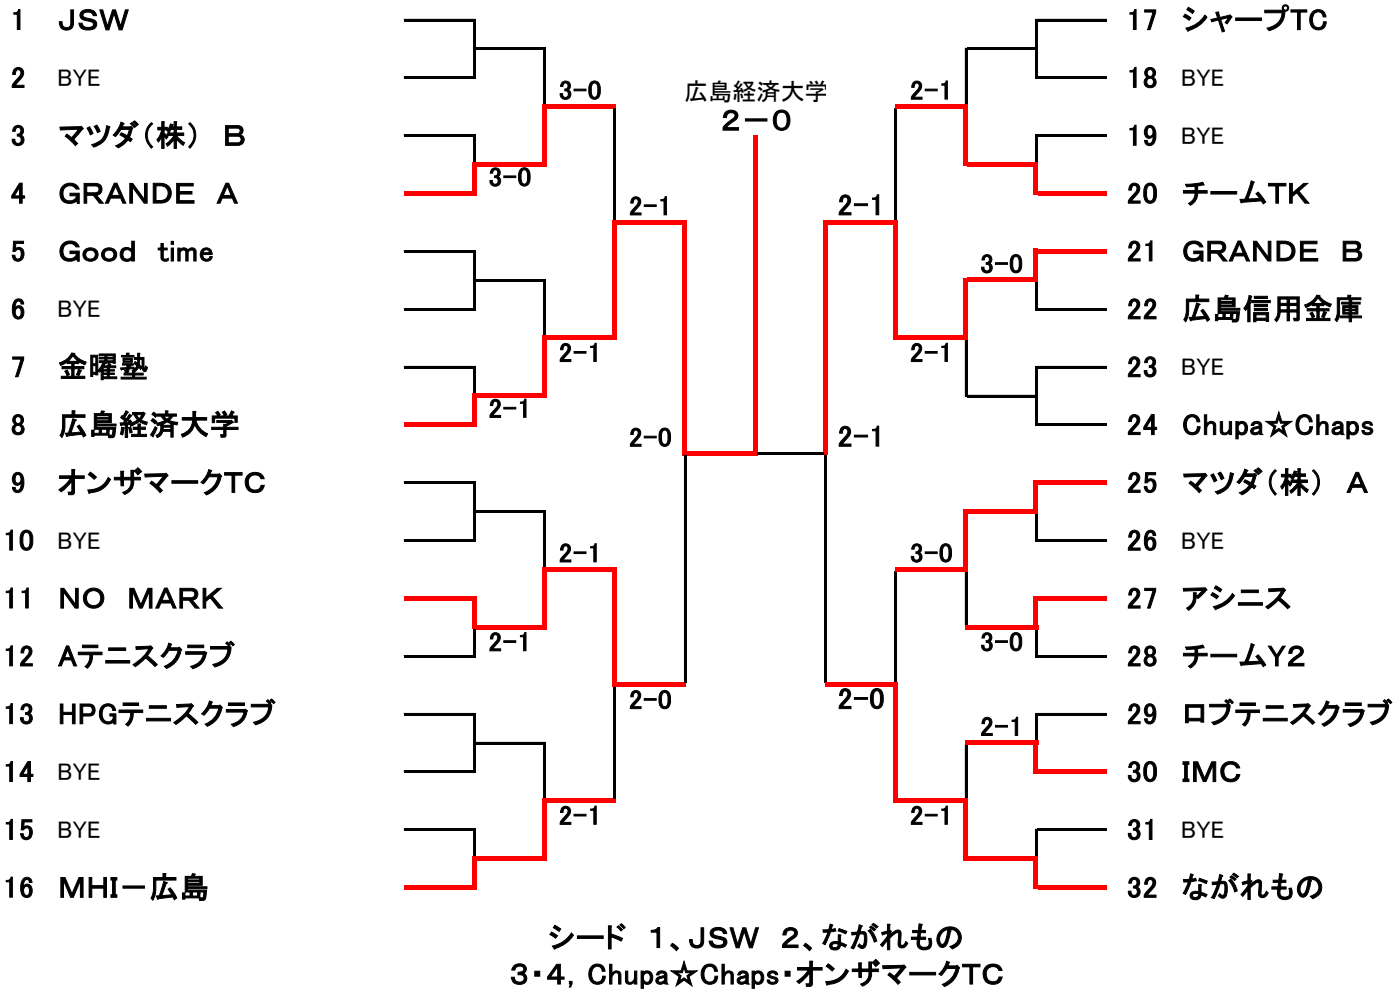 1 JSW
2 BYE
3 マツダ（株） B
4 GRANDE A
5 Good time
6 BYE
7 金曜塾
8 広島経済大学
9 オンザマークTC
10 BYE
11 NO MARK
12 Aテニスクラブ
13 HPGテニスクラブ
14 BYE
15 BYE
16 MHI－広島
3-0
3-0
2-1
2-1
2-1
2-0
2-1
2-1
2-0
2-1
広島経済大学
2－0
2-1
2-1
3-0
2-1
2-1
3-0
3-0
2-0
2-1
2-1
17 シャープTC
18 BYE
19 BYE
20 チームTK
21 GRANDE B
22 広島信用金庫
23 BYE
24 Chupa☆Chaps
25 マツダ（株） A
26 BYE
27 アシニス
28 チームY2
29 ロブテニスクラブ
30 IMC
31 BYE
32 ながれもの
シード 1、JSW 2、ながれもの
3・4，Chupa☆Chaps・オンザマークTC